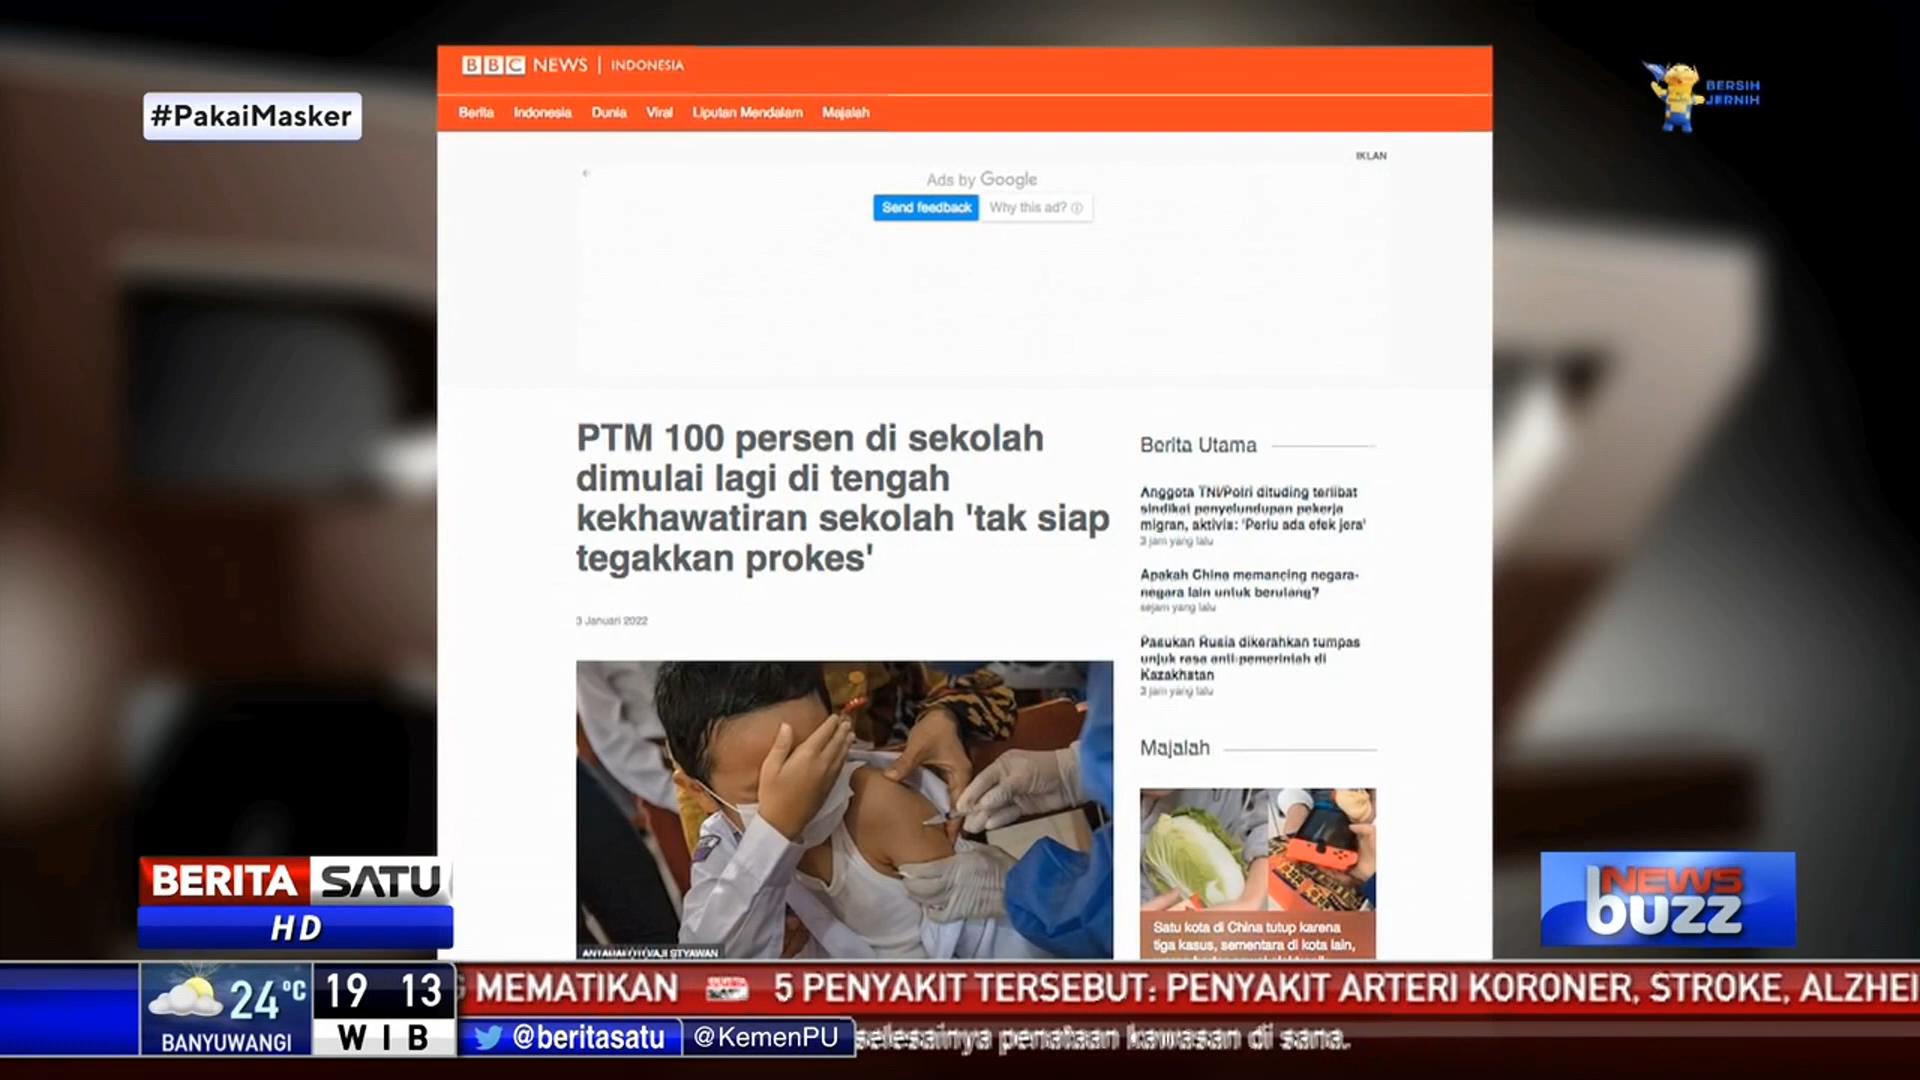 BBC NEWS | INDONESIA
#PakaiMasker
BERSIH
JERNIH
Berita Indonesia Dunia Viral Liputan Mendalam Majalah
IKLAN
Ads by Google
Send feedback Why this ad?
PTM 100 persen di sekolah
dimulai lagi di tengah
kekhawatiran sekolah 'tak siap
tegakkan prokes'
3 Januari 2022
Berita Utama
Anggota TNI/Polri dituding terlibat
sindikat penyelundupan pekerja
migran, aktivis: 'Perlu ada efek jera'
3 jam yang lalu
Apakah China memancing negara-
negara lain untuk berutang?
sejam yang lalu
Pasukan Rusia dikerahkan tumpas
unjuk rasa anti-pemerintah di
Kazakhstan
3 jam yang lalu
Majalah
Satu kota di China tutup karena
tiga kasus, sementara di kota lain,
BERITA SATU
HD
NEWS
buzz
24°C
BANYUWANGI
19 13
WIB
MEMATIKAN 5 PENYAKIT TERSEBUT: PENYAKIT ARTERI KORONER, STROKE, ALZHEI
@beritasatu @KemenPU selesainya penataan kawasan di sana.